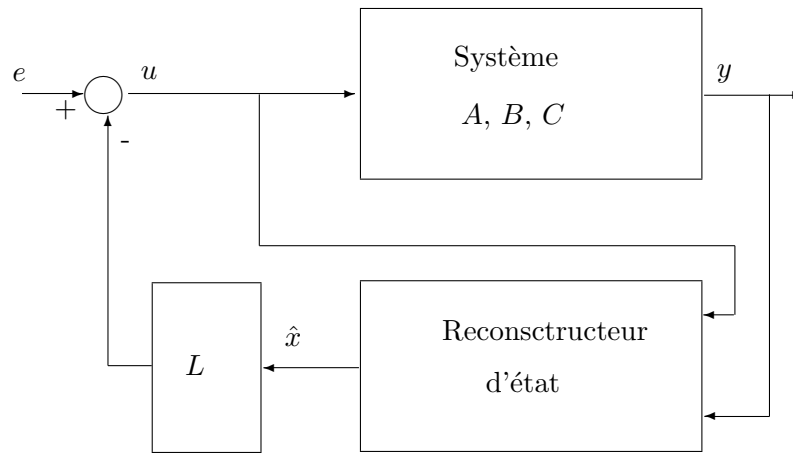 Système
A, B, C
e
u
y
+
-
Reconsctructeur
d'état
x̂
L